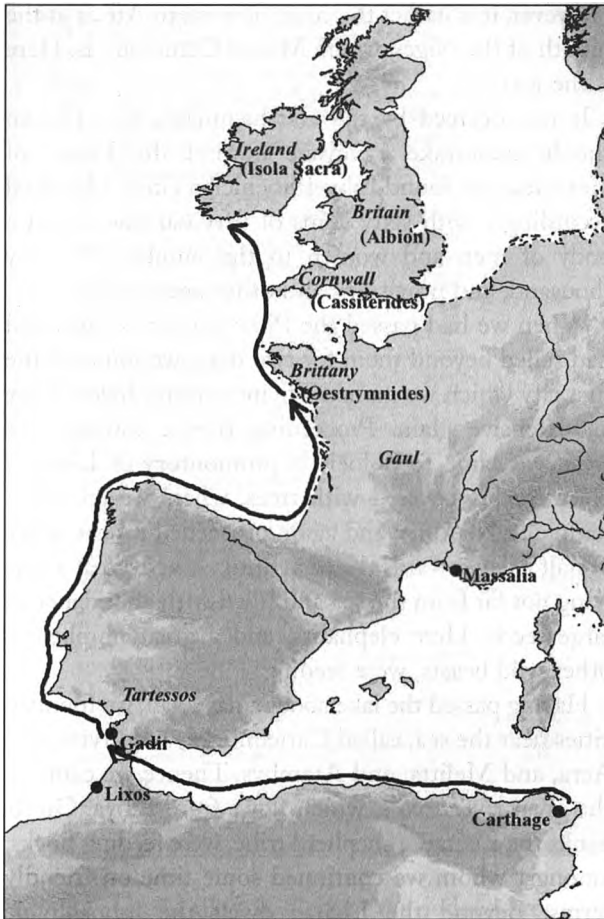 Ireland
(Isola Sacra)
Britain
(Albion)
Cornwall
(Cassiterides)
Brittany
(Oestrymnides)
Gaul
Massalia
Tartessos
Gadir
Lixos
Carthage